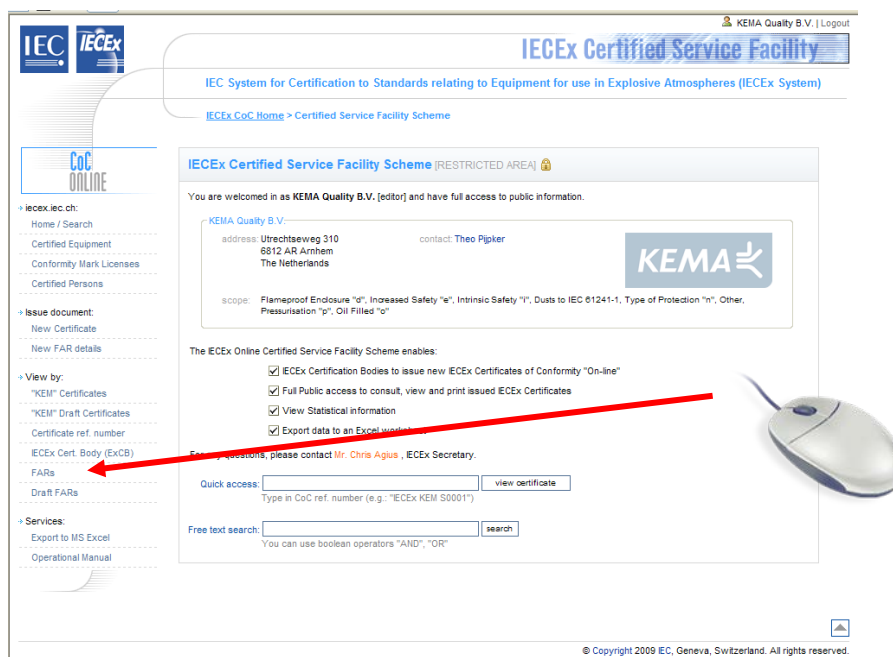 KEMA Quality B.V. | Logout
IEC IECEx
IECEx Certified Service Facility
IEC System for Certification to Standards relating to Equipment for use in Explosive Atmospheres (IECEx System)
IECEx CoC Home > Certified Service Facility Scheme
CoC
ONLINE
iecex.iec.ch:
Home / Search
Certified Equipment
Conformity Mark Licenses
Certified Persons
Issue document:
New Certificate
New FAR details
View by:
"KEM" Certificates
"KEM" Draft Certificates
Certificate ref. number
IECEx Cert. Body (ExCB)
FARs
Draft FARs
Services:
Export to MS Excel
Operational Manual
IECEx Certified Service Facility Scheme [RESTRICTED AREA]
You are welcomed in as KEMA Quality B.V. [editor] and have full access to public information.
KEMA Quality B.V.
address: Utrechtseweg 310
6812 AR Arnhem
The Netherlands
contact: Theo Pijpker
KEMA
scope: Flameproof Enclosure "d", Increased Safety "e", Intrinsic Safety "i", Dusts to IEC 61241-1, Type of Protection "n", Other,
Pressurisation "p", Oil Filled "o"
The IECEx Online Certified Service Facility Scheme enables:
IECEx Certification Bodies to issue new IECEx Certificates of Conformity "On-line"
Full Public access to consult, view and print issued IECEx Certificates
View Statistical information
Export data to an Excel
For questions, please contact Mr. Chris Agius , IECEx Secretary.
Quick access: view certificate
Type in CoC ref. number (e.g.: "IECEx KEM S0001")
Free text search: search
You can use boolean operators "AND", "OR"
© Copyright 2009 IEC, Geneva, Switzerland. All rights reserved.